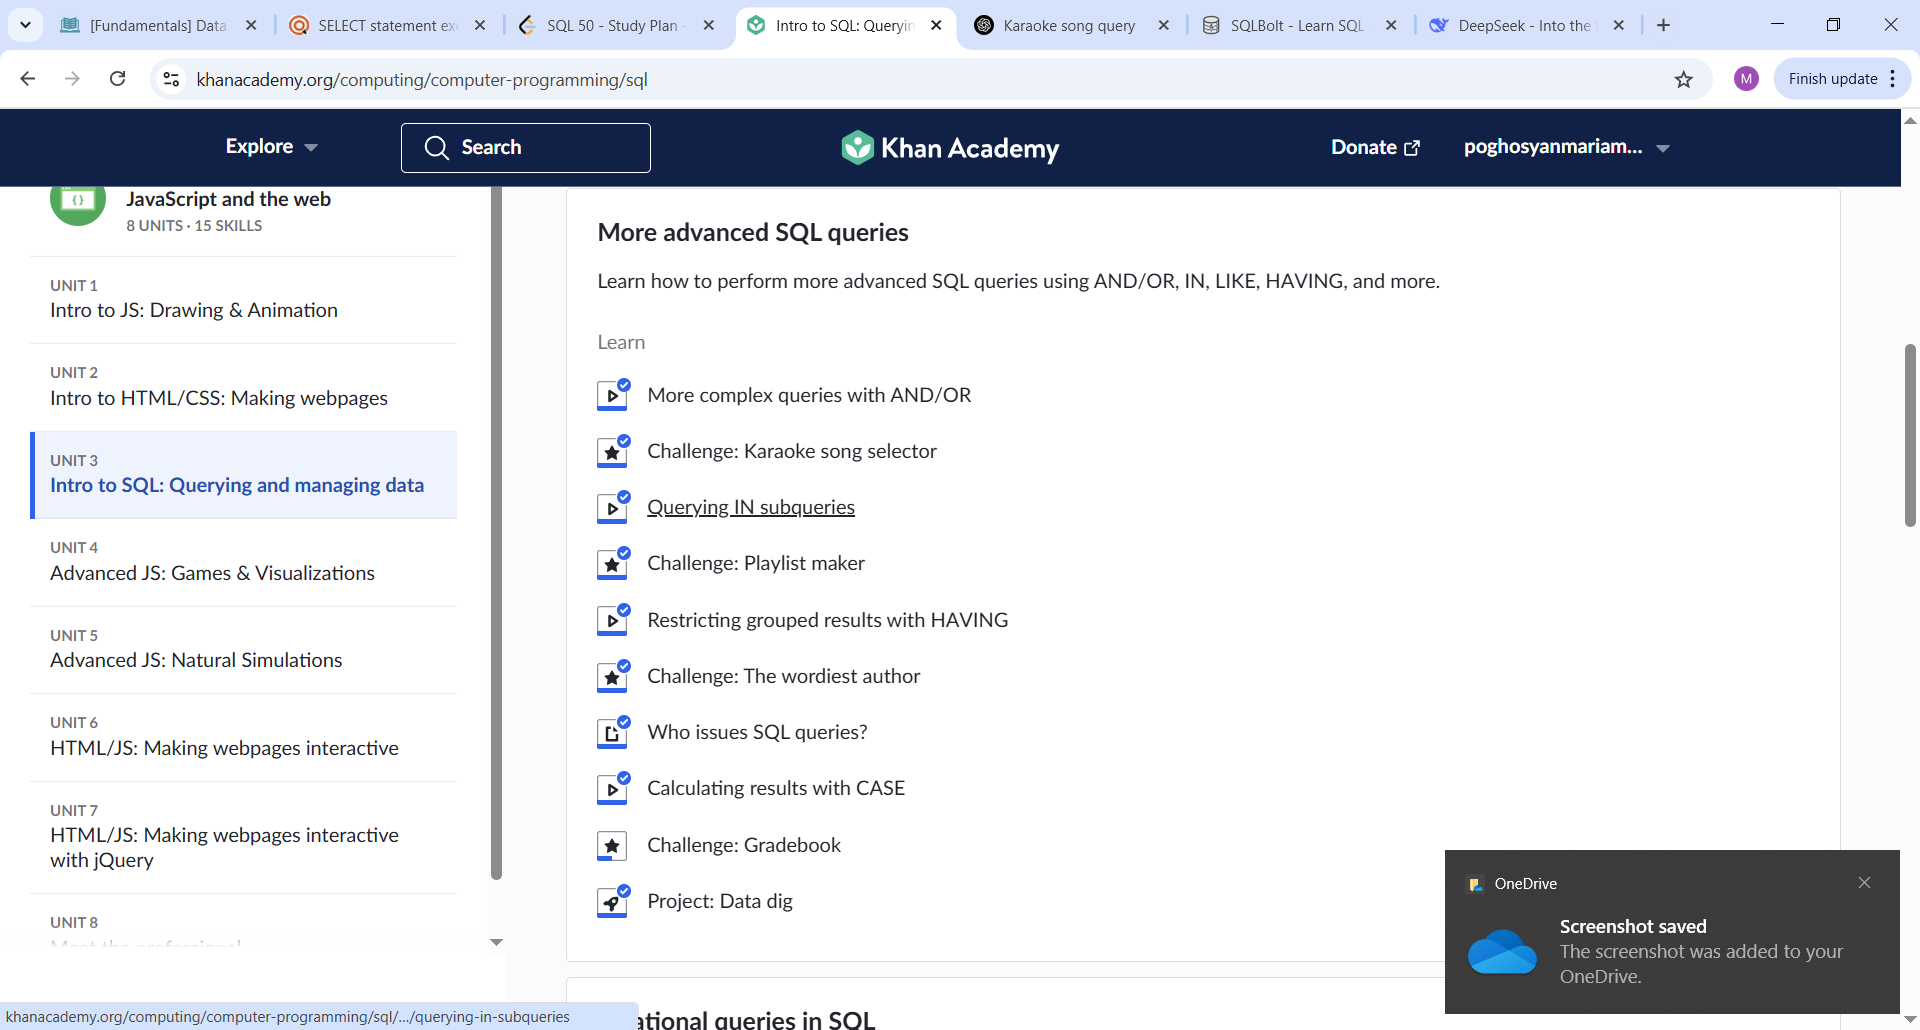 [Fundamentals] Data
SELECT statement exe
SQL 50 - Study Plan -
Intro to SQL: Queryin
Karaoke song query
SQLBolt - Learn SQL
DeepSeek - Into the
khanacademy.org/computing/computer-programming/sql
M
Finish update
Explore
Search
Khan Academy
Donate
poghosyanmariam...
JavaScript and the web
8 UNITS · 15 SKILLS
UNIT 1
Intro to JS: Drawing & Animation
UNIT 2
Intro to HTML/CSS: Making webpages
UNIT 3
Intro to SQL: Querying and managing data
UNIT 4
Advanced JS: Games & Visualizations
UNIT 5
Advanced JS: Natural Simulations
UNIT 6
HTML/JS: Making webpages interactive
UNIT 7
HTML/JS: Making webpages interactive
with jQuery
UNIT 8
Meet the professional
More advanced SQL queries
Learn how to perform more advanced SQL queries using AND/OR, IN, LIKE, HAVING, and more.
Learn
More complex queries with AND/OR
Challenge: Karaoke song selector
Querying IN subqueries
Challenge: Playlist maker
Restricting grouped results with HAVING
Challenge: The wordiest author
Who issues SQL queries?
Calculating results with CASE
Challenge: Gradebook
Project: Data dig
ational queries in SQL
OneDrive
Screenshot saved
The screenshot was added to your
OneDrive.
khanacademy.org/computing/computer-programming/sql/.../querying-in-subqueries